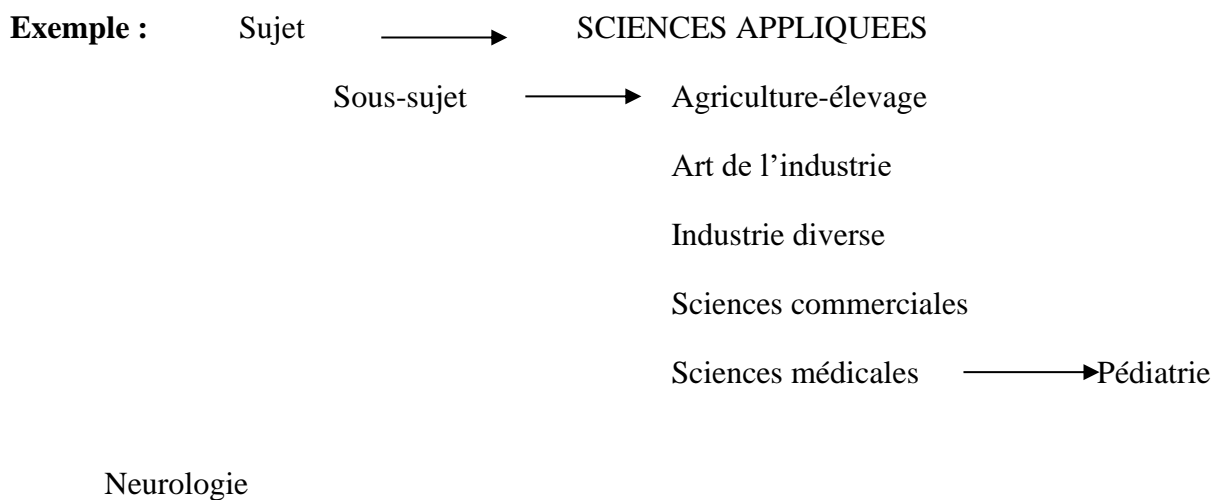 Exemple : Sujet SCIENCES APPLIQUEES
Sous-sujet Agriculture-élevage
Art de l’industrie
Industrie diverse
Sciences commerciales
Sciences médicales Pédiatrie
Neurologie